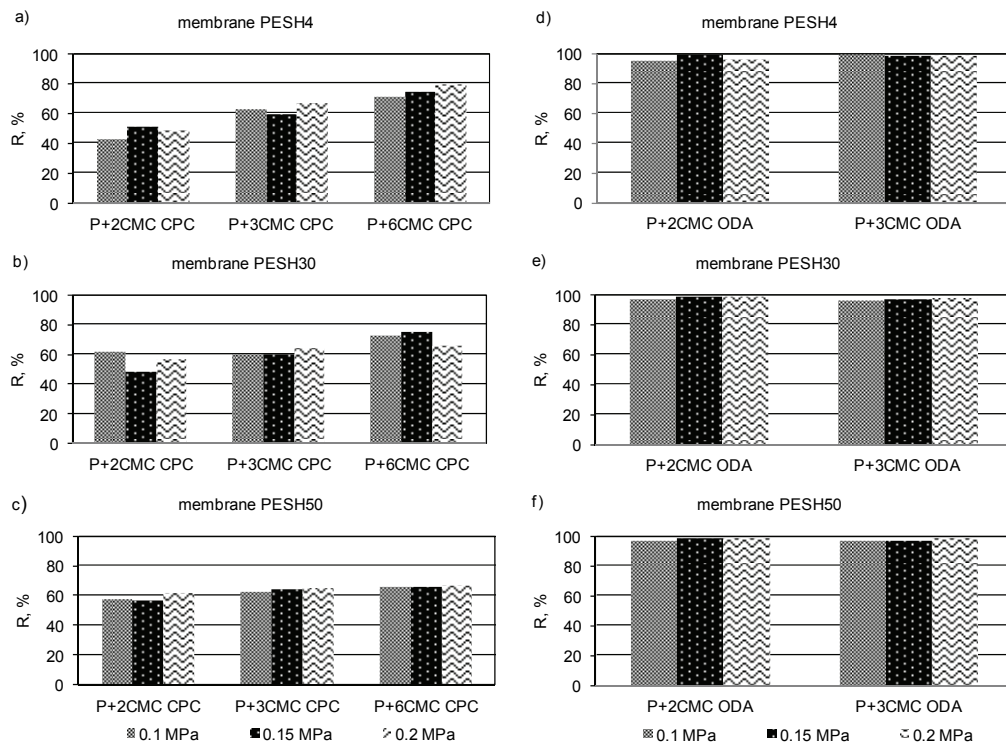 a)
membrane PESH4
R, %
100
80
60
40
20
0
P+2CMC CPC P+3CMC CPC P+6CMC CPC
b)
membrane PESH30
R, %
100
80
60
40
20
0
P+2CMC CPC P+3CMC CPC P+6CMC CPC
c)
membrane PESH50
R, %
100
80
60
40
20
0
P+2CMC CPC P+3CMC CPC P+6CMC CPC
0.1 MPa 0.15 MPa 0.2 MPa
d)
membrane PESH4
R, %
100
80
60
40
20
0
P+2CMC ODA P+3CMC ODA
e)
membrane PESH30
R, %
100
80
60
40
20
0
P+2CMC ODA P+3CMC ODA
f)
membrane PESH50
R, %
100
80
60
40
20
0
P+2CMC ODA P+3CMC ODA
0.1 MPa 0.15 MPa 0.2 MPa